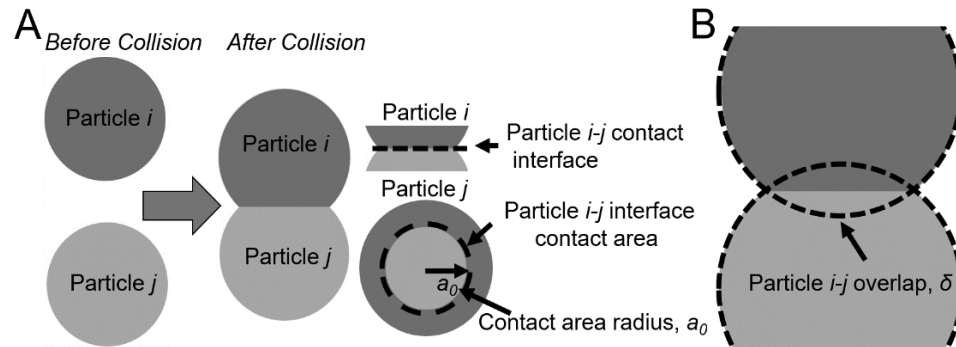 A
Before Collision
After Collision
Particle i
Particle j
Particle i
Particle j
Particle i
Particle j
Particle i-j contact
interface
Particle i-j interface
contact area
a₀
Contact area radius, a₀
B
Particle i-j overlap, δ